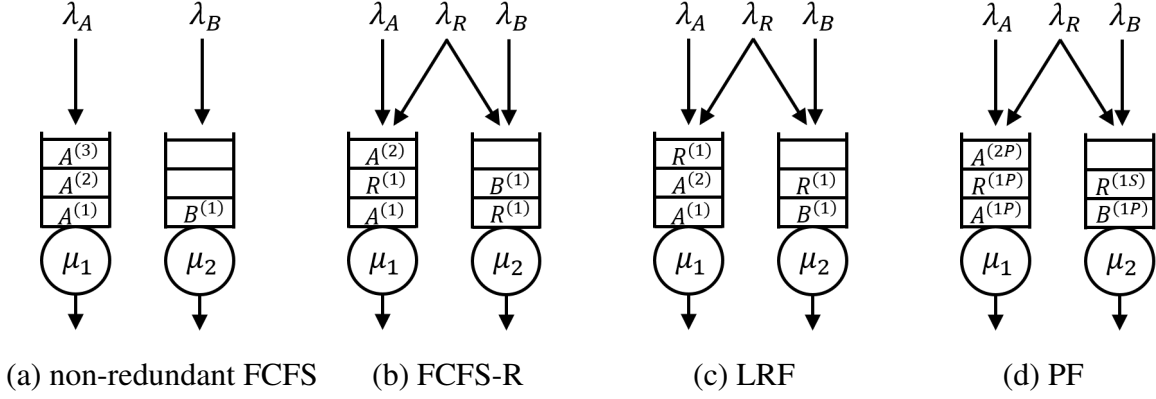 λ_A λ_B λ_A λ_R λ_B λ_A λ_R λ_B λ_A λ_R λ_B
A^(3) A^(2) R^(1) A^(2P)
A^(2) R^(1) B^(1) A^(2) R^(1) R^(1P) R^(1S)
A^(1) B^(1) A^(1) R^(1) A^(1) B^(1) A^(1P) B^(1P)
μ_1 μ_2 μ_1 μ_2 μ_1 μ_2 μ_1 μ_2
(a) non-redundant FCFS (b) FCFS-R (c) LRF (d) PF